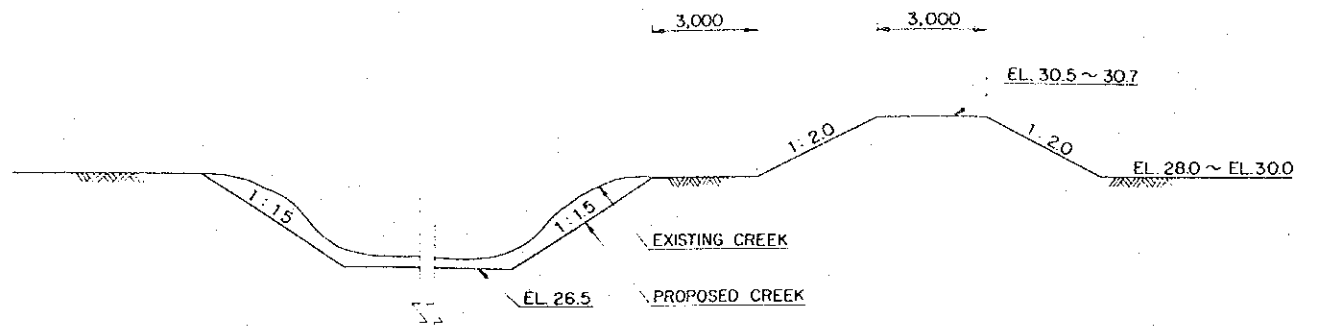 3,000
3,000
EL. 30.5 ~ 30.7
1:2.0
1:2.0
EL. 28.0 ~ EL. 30.0
1:1.5
1:1.5
EXISTING CREEK
EL. 26.5
PROPOSED CREEK